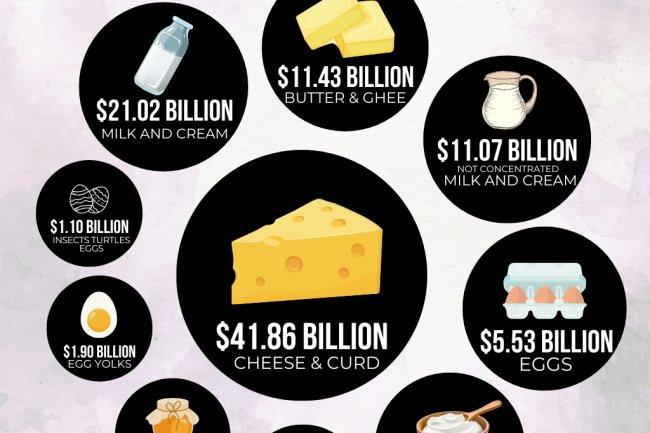 $21.02 BILLION
MILK AND CREAM
$11.43 BILLION
BUTTER & GHEE
$11.07 BILLION
NOT CONCENTRATED
MILK AND CREAM
$1.10 BILLION
INSECTS TURTLES
EGGS
$41.86 BILLION
CHEESE & CURD
$5.53 BILLION
EGGS
$1.90 BILLION
EGG YOLKS